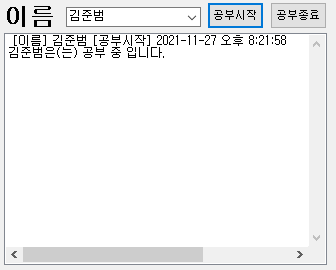 이름 김준범 공부시작 공부종료
[이름] 김준범 [공부시작] 2021-11-27 오후 8:21:58
김준범은(는) 공부 중 입니다.